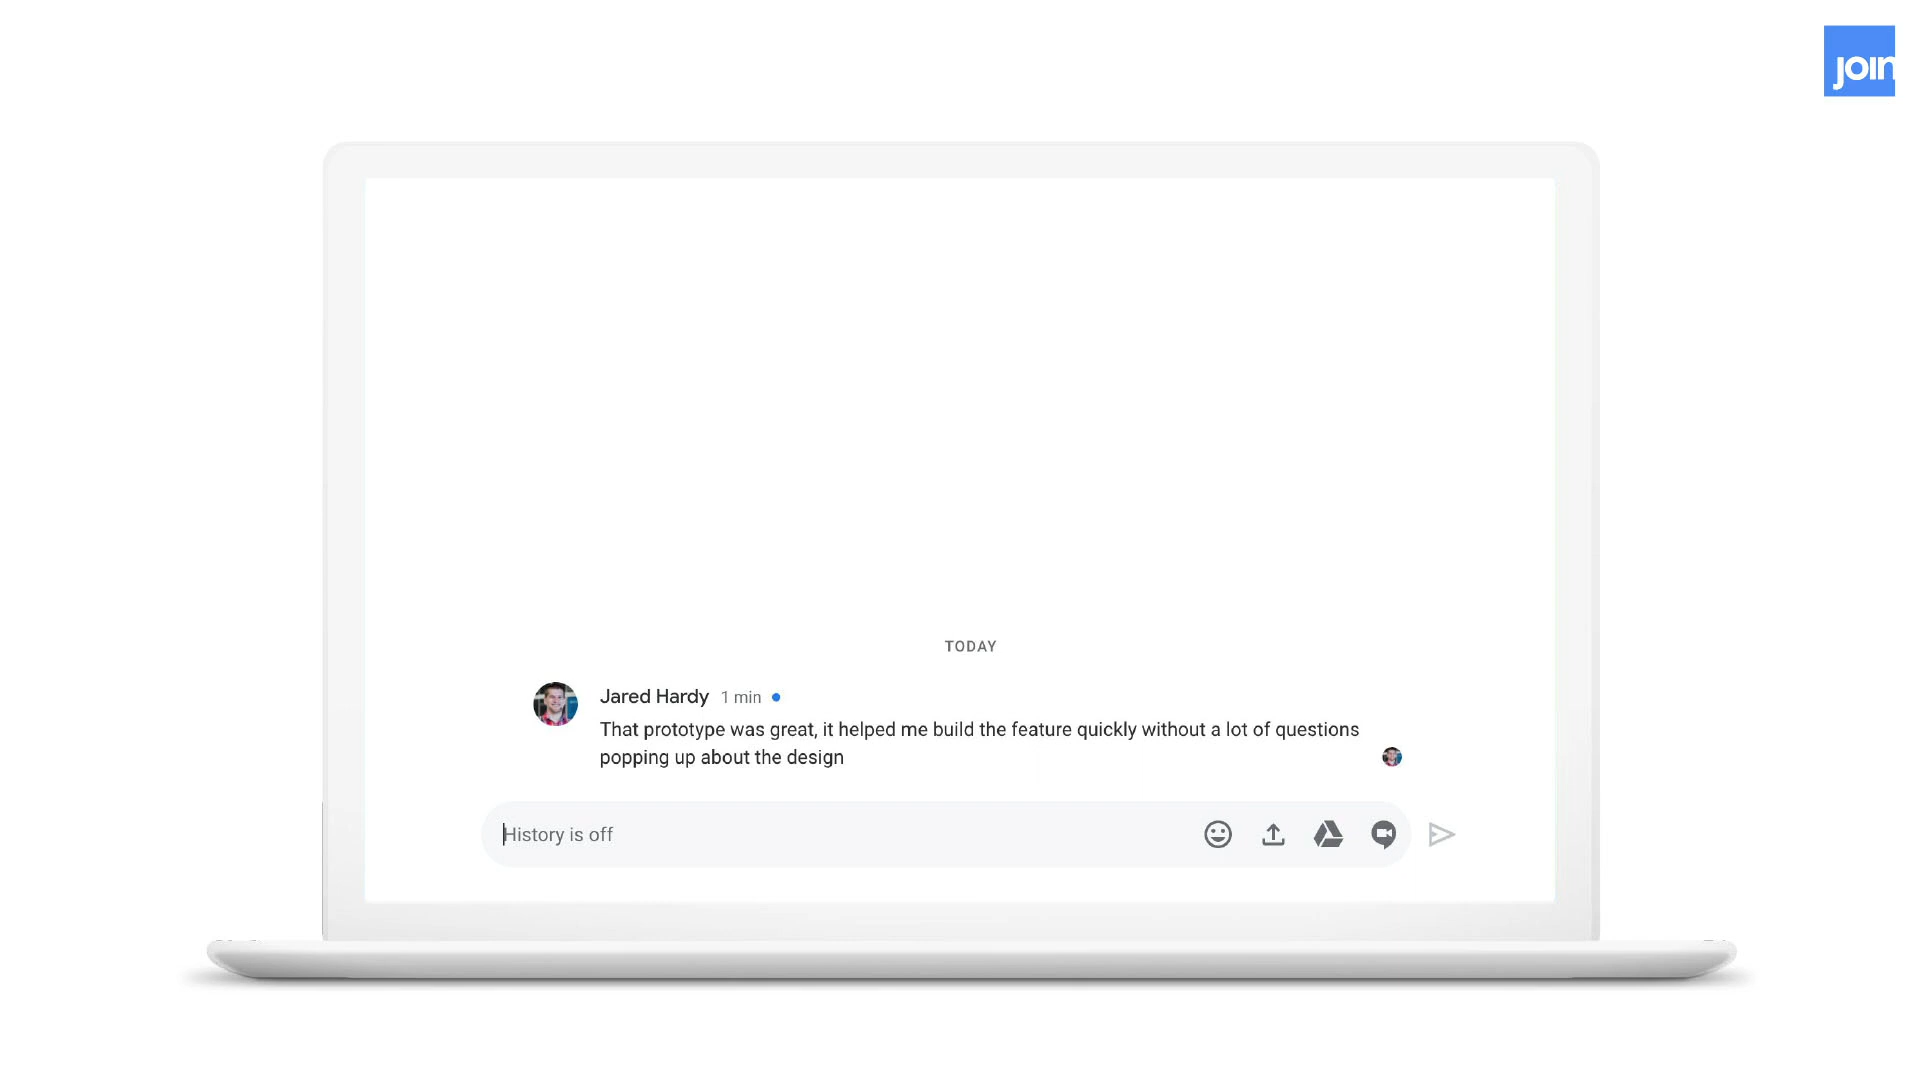 join
TODAY
Jared Hardy 1 min
That prototype was great, it helped me build the feature quickly without a lot of questions
popping up about the design
History is off